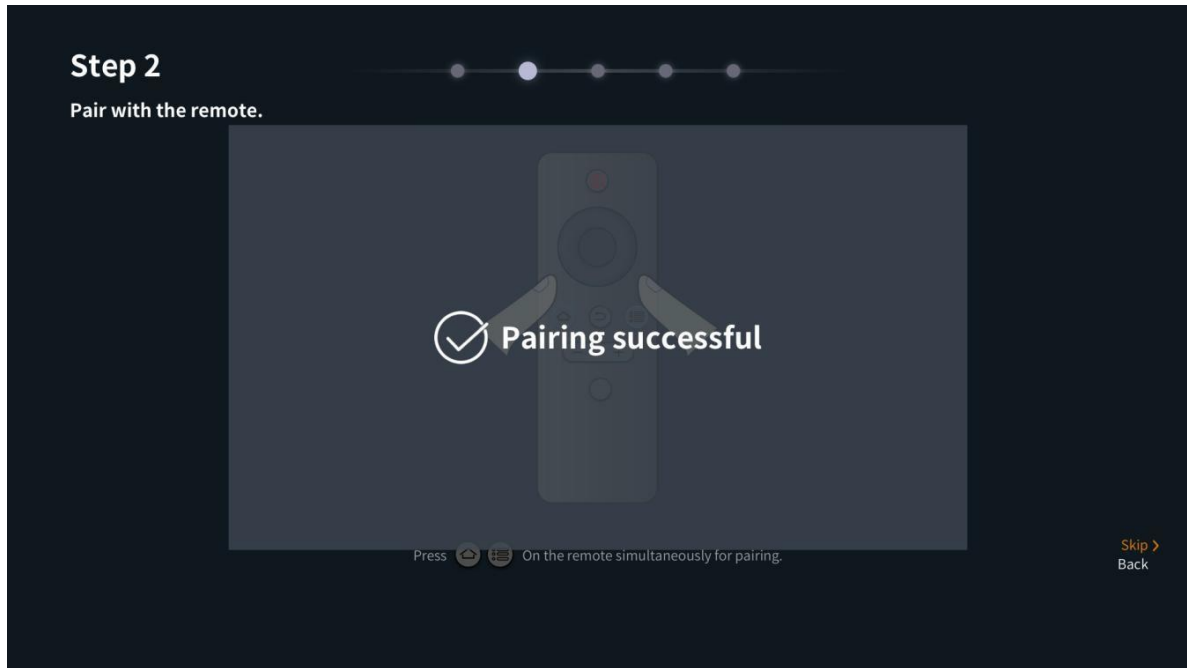 Step 2
Pair with the remote.
Pairing successful
Press On the remote simultaneously for pairing.
Skip >
Back